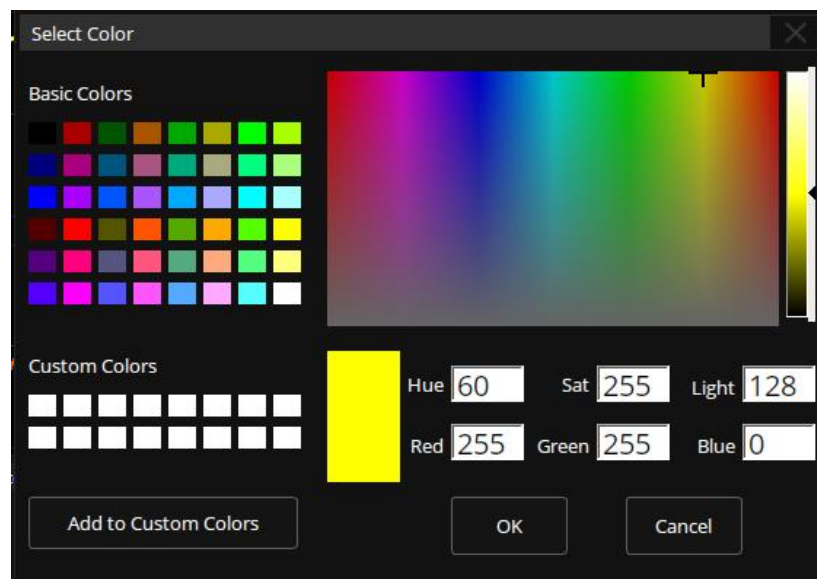 Select Color
Basic Colors
Custom Colors
Hue 60 Sat 255 Light 128
Red 255 Green 255 Blue 0
Add to Custom Colors OK Cancel